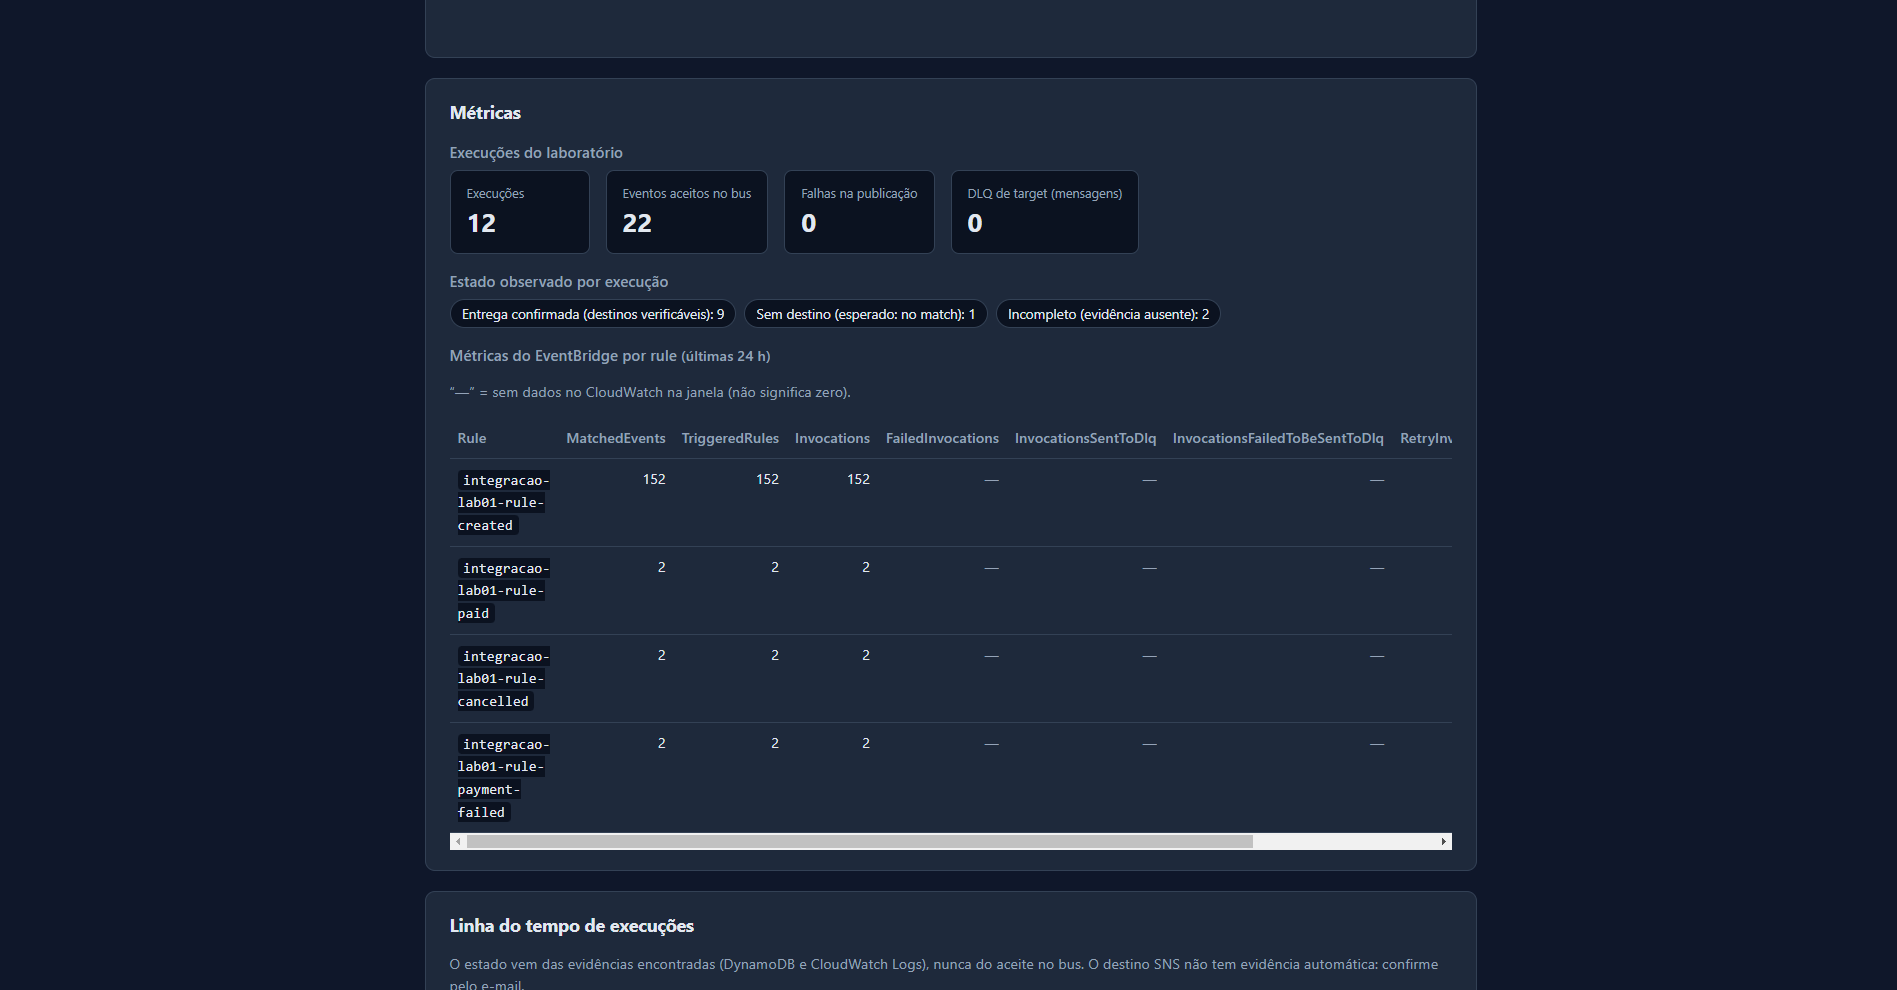 Métricas
Execuções do laboratório
Execuções
12
Eventos aceitos no bus
22
Falhas na publicação
0
DLQ de target (mensagens)
0
Estado observado por execução
Entrega confirmada (destinos verificáveis): 9
Sem destino (esperado: no match): 1
Incompleto (evidência ausente): 2
Métricas do EventBridge por rule (últimas 24 h)
“—” = sem dados no CloudWatch na janela (não significa zero).
Rule MatchedEvents TriggeredRules Invocations FailedInvocations InvocationsSentToDlq InvocationsFailedToBeSentToDlq RetryInv
integracao- 152 152 152 — — —
lab01-rule-
created
integracao- 2 2 2 — — —
lab01-rule-
paid
integracao- 2 2 2 — — —
lab01-rule-
cancelled
integracao- 2 2 2 — — —
lab01-rule-
payment-
failed
Linha do tempo de execuções
O estado vem das evidências encontradas (DynamoDB e CloudWatch Logs), nunca do aceite no bus. O destino SNS não tem evidência automática: confirme
pelo e-mail.